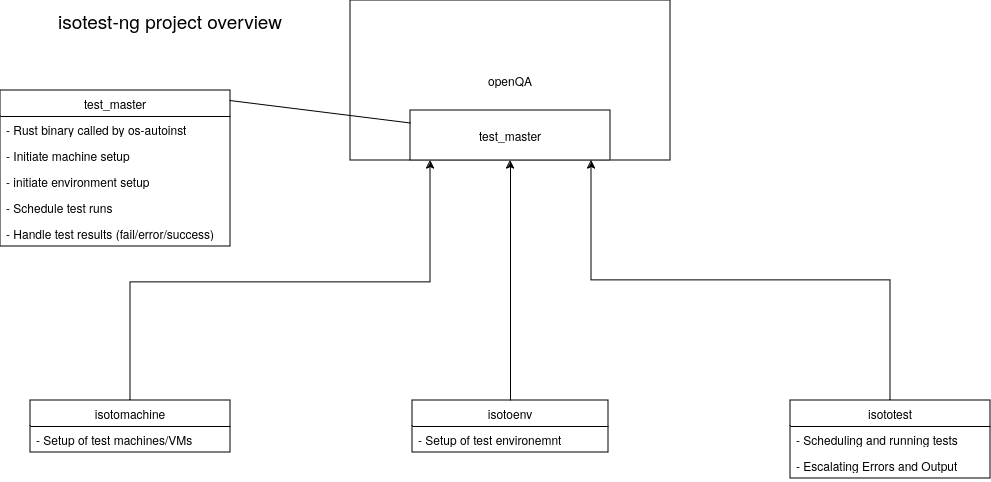 isotest-ng project overview
openQA
test_master
test_master
- Rust binary called by os-autoinst
- Initiate machine setup
- initiate environment setup
- Schedule test runs
- Handle test results (fail/error/success)
isotomachine
- Setup of test machines/VMs
isotoenv
- Setup of test environemnt
isototest
- Scheduling and running tests
- Escalating Errors and Output